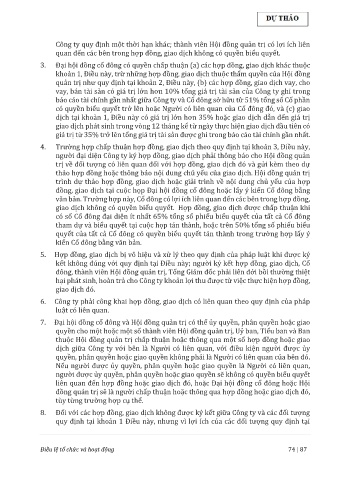 DỰ THẢO
Công ty quy định một thời hạn khác; thành viên Hội đồng quản trị có lợi ích liên
quan đến các bên trong hợp đồng, giao dịch không có quyền biểu quyết.
3. Đại hội đồng cổ đông có quyền chấp thuận (a) các hợp đồng, giao dịch khác thuộc
khoản 1, Điều này, trừ những hợp đồng, giao dịch thuộc thẩm quyền của Hội đồng
quản trị như quy định tại khoản 2, Điều này, (b) các hợp đồng, giao dịch vay, cho
vay, bán tài sản có giá trị lớn hơn 10% tổng giá trị tài sản của Công ty ghi trong
báo cáo tài chính gần nhất giữa Công ty và Cổ đông sở hữu từ 51% tổng số Cổ phần
có quyền biểu quyết trở lên hoặc Người có liên quan của Cổ đông đó, và (c) giao
dịch tại khoản 1, Điều này có giá trị lớn hơn 35% hoặc giao dịch dẫn đến giá trị
giao dịch phát sinh trong vòng 12 tháng kể từ ngày thực hiện giao dịch đầu tiên có
giá trị từ 35% trở lên tổng giá trị tài sản được ghi trong báo cáo tài chính gần nhất.
4. Trường hợp chấp thuận hợp đồng, giao dịch theo quy định tại khoản 3, Điều này,
người đại diện Công ty ký hợp đồng, giao dịch phải thông báo cho Hội đồng quản
trị về đối tượng có liên quan đối với hợp đồng, giao dịch đó và gửi kèm theo dự
thảo hợp đồng hoặc thông báo nội dung chủ yếu của giao dịch. Hội đồng quản trị
trình dự thảo hợp đồng, giao dịch hoặc giải trình về nội dung chủ yếu của hợp
đồng, giao dịch tại cuộc họp Đại hội đồng cổ đông hoặc lấy ý kiến Cổ đông bằng
văn bản. Trường hợp này, Cổ đông có lợi ích liên quan đến các bên trong hợp đồng,
giao dịch không có quyền biểu quyết. Hợp đồng, giao dịch được chấp thuận khi
có số Cổ đông đại diện ít nhất 65% tổng số phiếu biểu quyết của tất cả Cổ đông
tham dự và biểu quyết tại cuộc họp tán thành, hoặc trên 50% tổng số phiếu biểu
quyết của tất cả Cổ đông có quyền biểu quyết tán thành trong trường hợp lấy ý
kiến Cổ đông bằng văn bản.
5. Hợp đồng, giao dịch bị vô hiệu và xử lý theo quy định của pháp luật khi được ký
kết không đúng với quy định tại Điều này; người ký kết hợp đồng, giao dịch, Cổ
đông, thành viên Hội đồng quản trị, Tổng Giám đốc phải liên đới bồi thường thiệt
hại phát sinh, hoàn trả cho Công ty khoản lợi thu được từ việc thực hiện hợp đồng,
giao dịch đó.
6. Công ty phải công khai hợp đồng, giao dịch có liên quan theo quy định của pháp
luật có liên quan.
7. Đại hội đồng cổ đông và Hội đồng quản trị có thể ủy quyền, phân quyền hoặc giao
quyền cho một hoặc một số thành viên Hội đồng quản trị, Uỷ ban, Tiểu ban và Ban
thuộc Hội đồng quản trị chấp thuận hoặc thông qua một số hợp đồng hoặc giao
dịch giữa Công ty với bên là Người có liên quan, với điều kiện người được ủy
quyền, phân quyền hoặc giao quyền không phải là Người có liên quan của bên đó.
Nếu người được ủy quyền, phân quyền hoặc giao quyền là Người có liên quan,
người được ủy quyền, phân quyền hoặc giao quyền sẽ không có quyền biểu quyết
liên quan đến hợp đồng hoặc giao dịch đó, hoặc Đại hội đồng cổ đông hoặc Hội
đồng quản trị sẽ là người chấp thuận hoặc thông qua hợp đồng hoặc giao dịch đó,
tùy từng trường hợp cụ thể.
8. Đối với các hợp đồng, giao dịch không được ký kết giữa Công ty và các đối tượng
quy định tại khoản 1 Điều này, nhưng vì lợi ích của các đối tượng quy định tại
Điều lệ tổ chức và hoạt động 74 | 87